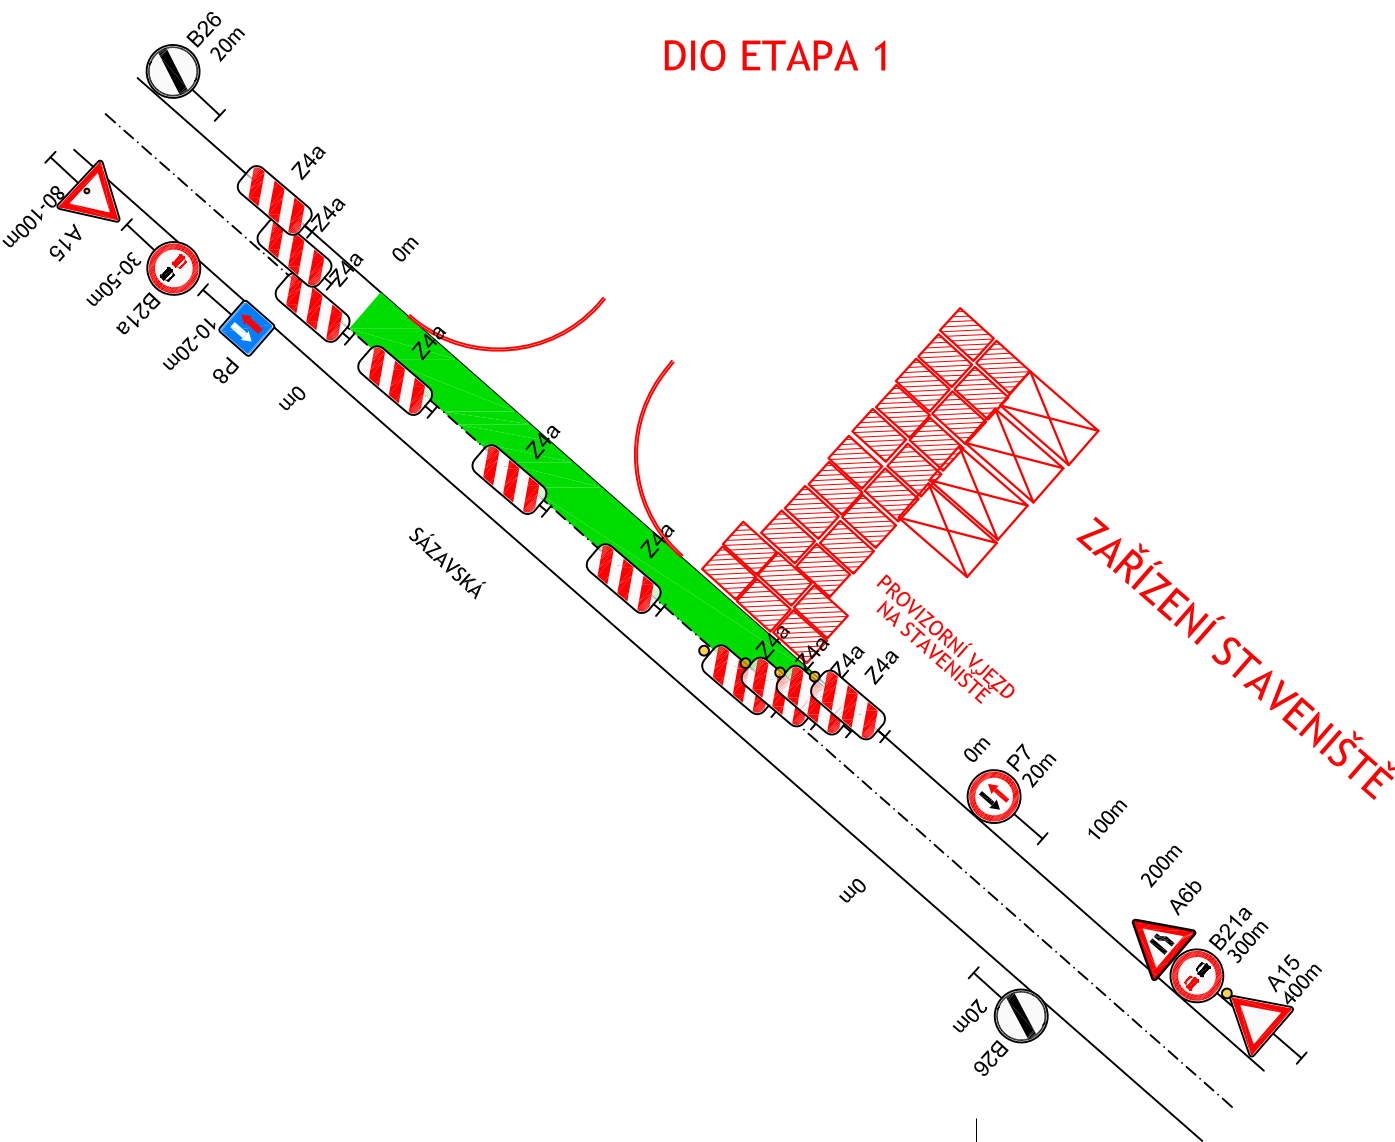 DIO ETAPA 1
B26
20m
Z4a
Z4a
Z4a
0m
80-100m
A15
30-50m
B21a
10-20m
P8
0m
Z4a
Z4a
Z4a
SÁZAVSKÁ
Z4a
Z4a
Z4a
Z4a
PROVIZORNÍ VJEZD
NA STAVENIŠTĚ
ZAŘÍZENÍ STAVENIŠTĚ
0m
P7
20m
100m
200m
A6b
B21a
300m
A15
400m
0m
20m
B26